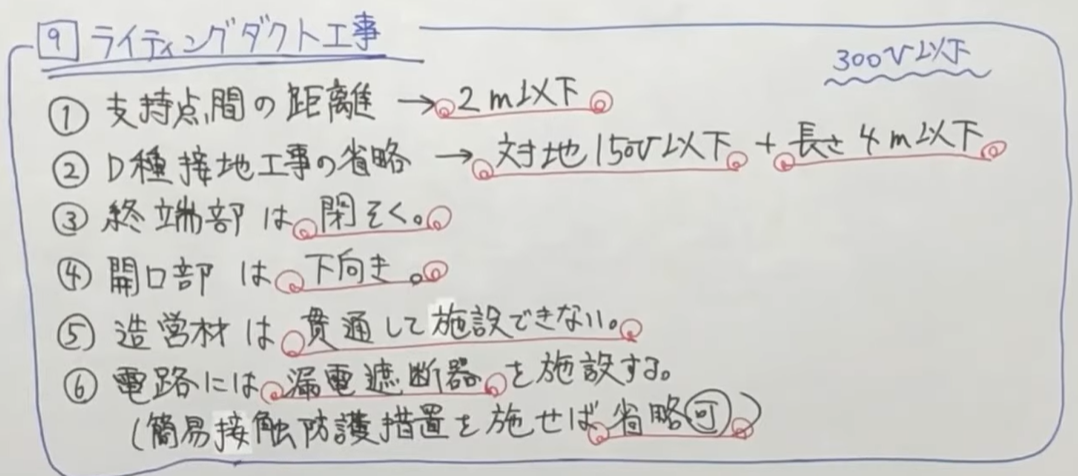 9 ライティングダクト工事
300V以下
① 支持点間の距離 → 2m以下
② D種接地工事の省略 → 対地150V以下 + 長さ4m以下
③ 終端部は閉そく。
④ 開口部は下向き。
⑤ 造営材は貫通して施設できない。
⑥ 電路には漏電遮断器を施設する。
(簡易接触防護措置を施せば省略可)